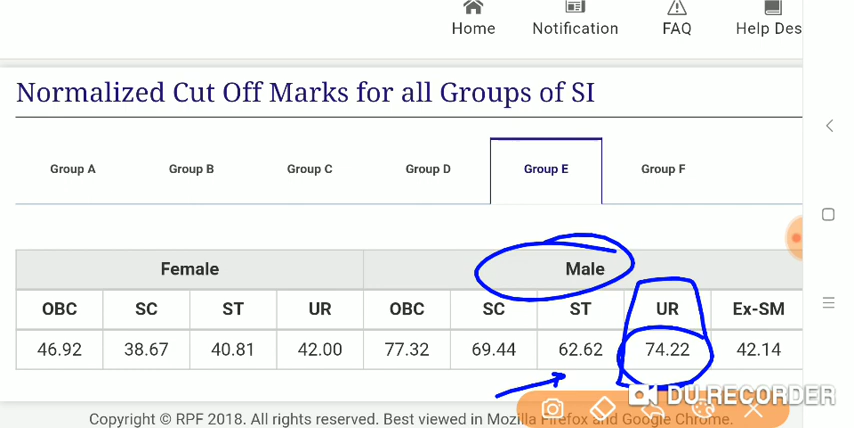 Home Notification FAQ Help Des
Normalized Cut Off Marks for all Groups of SI
Group A Group B Group C Group D Group E Group F
Female Male
OBC SC ST UR OBC SC ST UR Ex-SM
46.92 38.67 40.81 42.00 77.32 69.44 62.62 74.22 42.14
DU RECORDER
Copyright © RPF 2018. All rights reserved. Best viewed in Mozilla Firefox and Google Chrome.